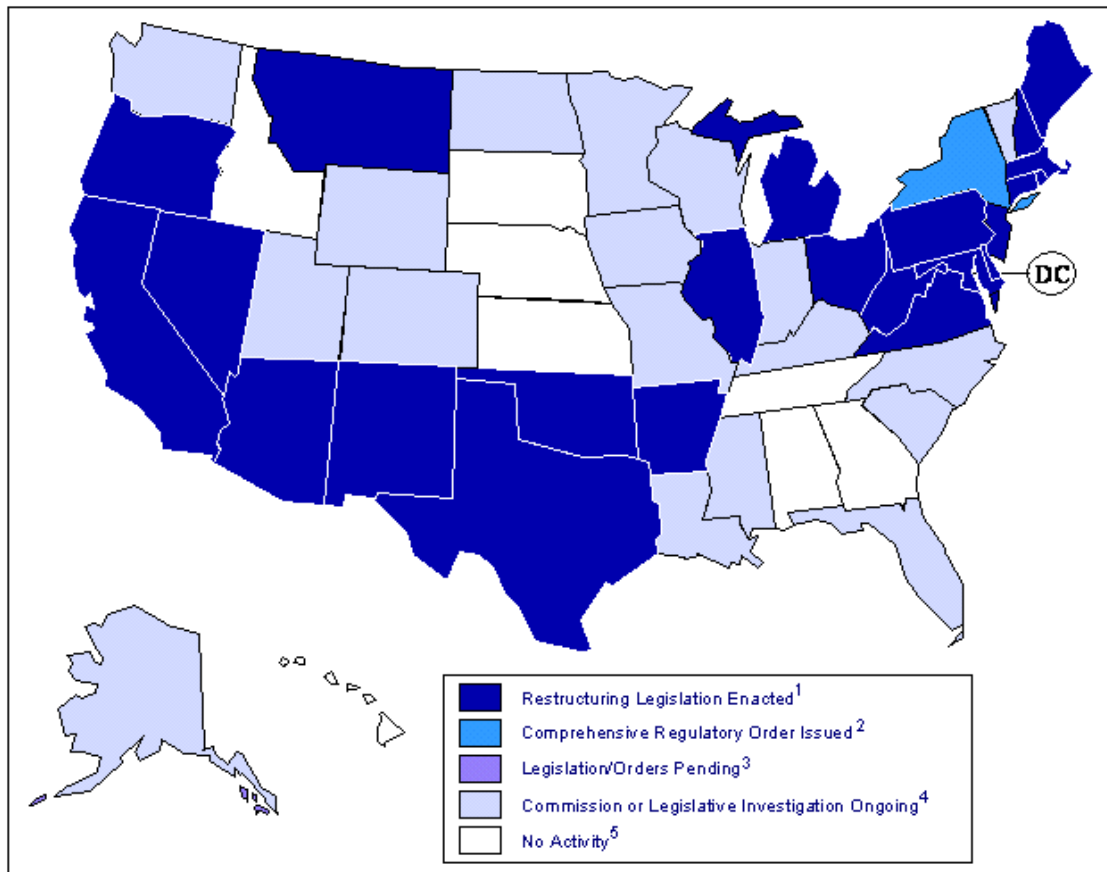 DC
Restructuring Legislation Enacted1
Comprehensive Regulatory Order Issued2
Legislation/Orders Pending3
Commission or Legislative Investigation Ongoing4
No Activity5